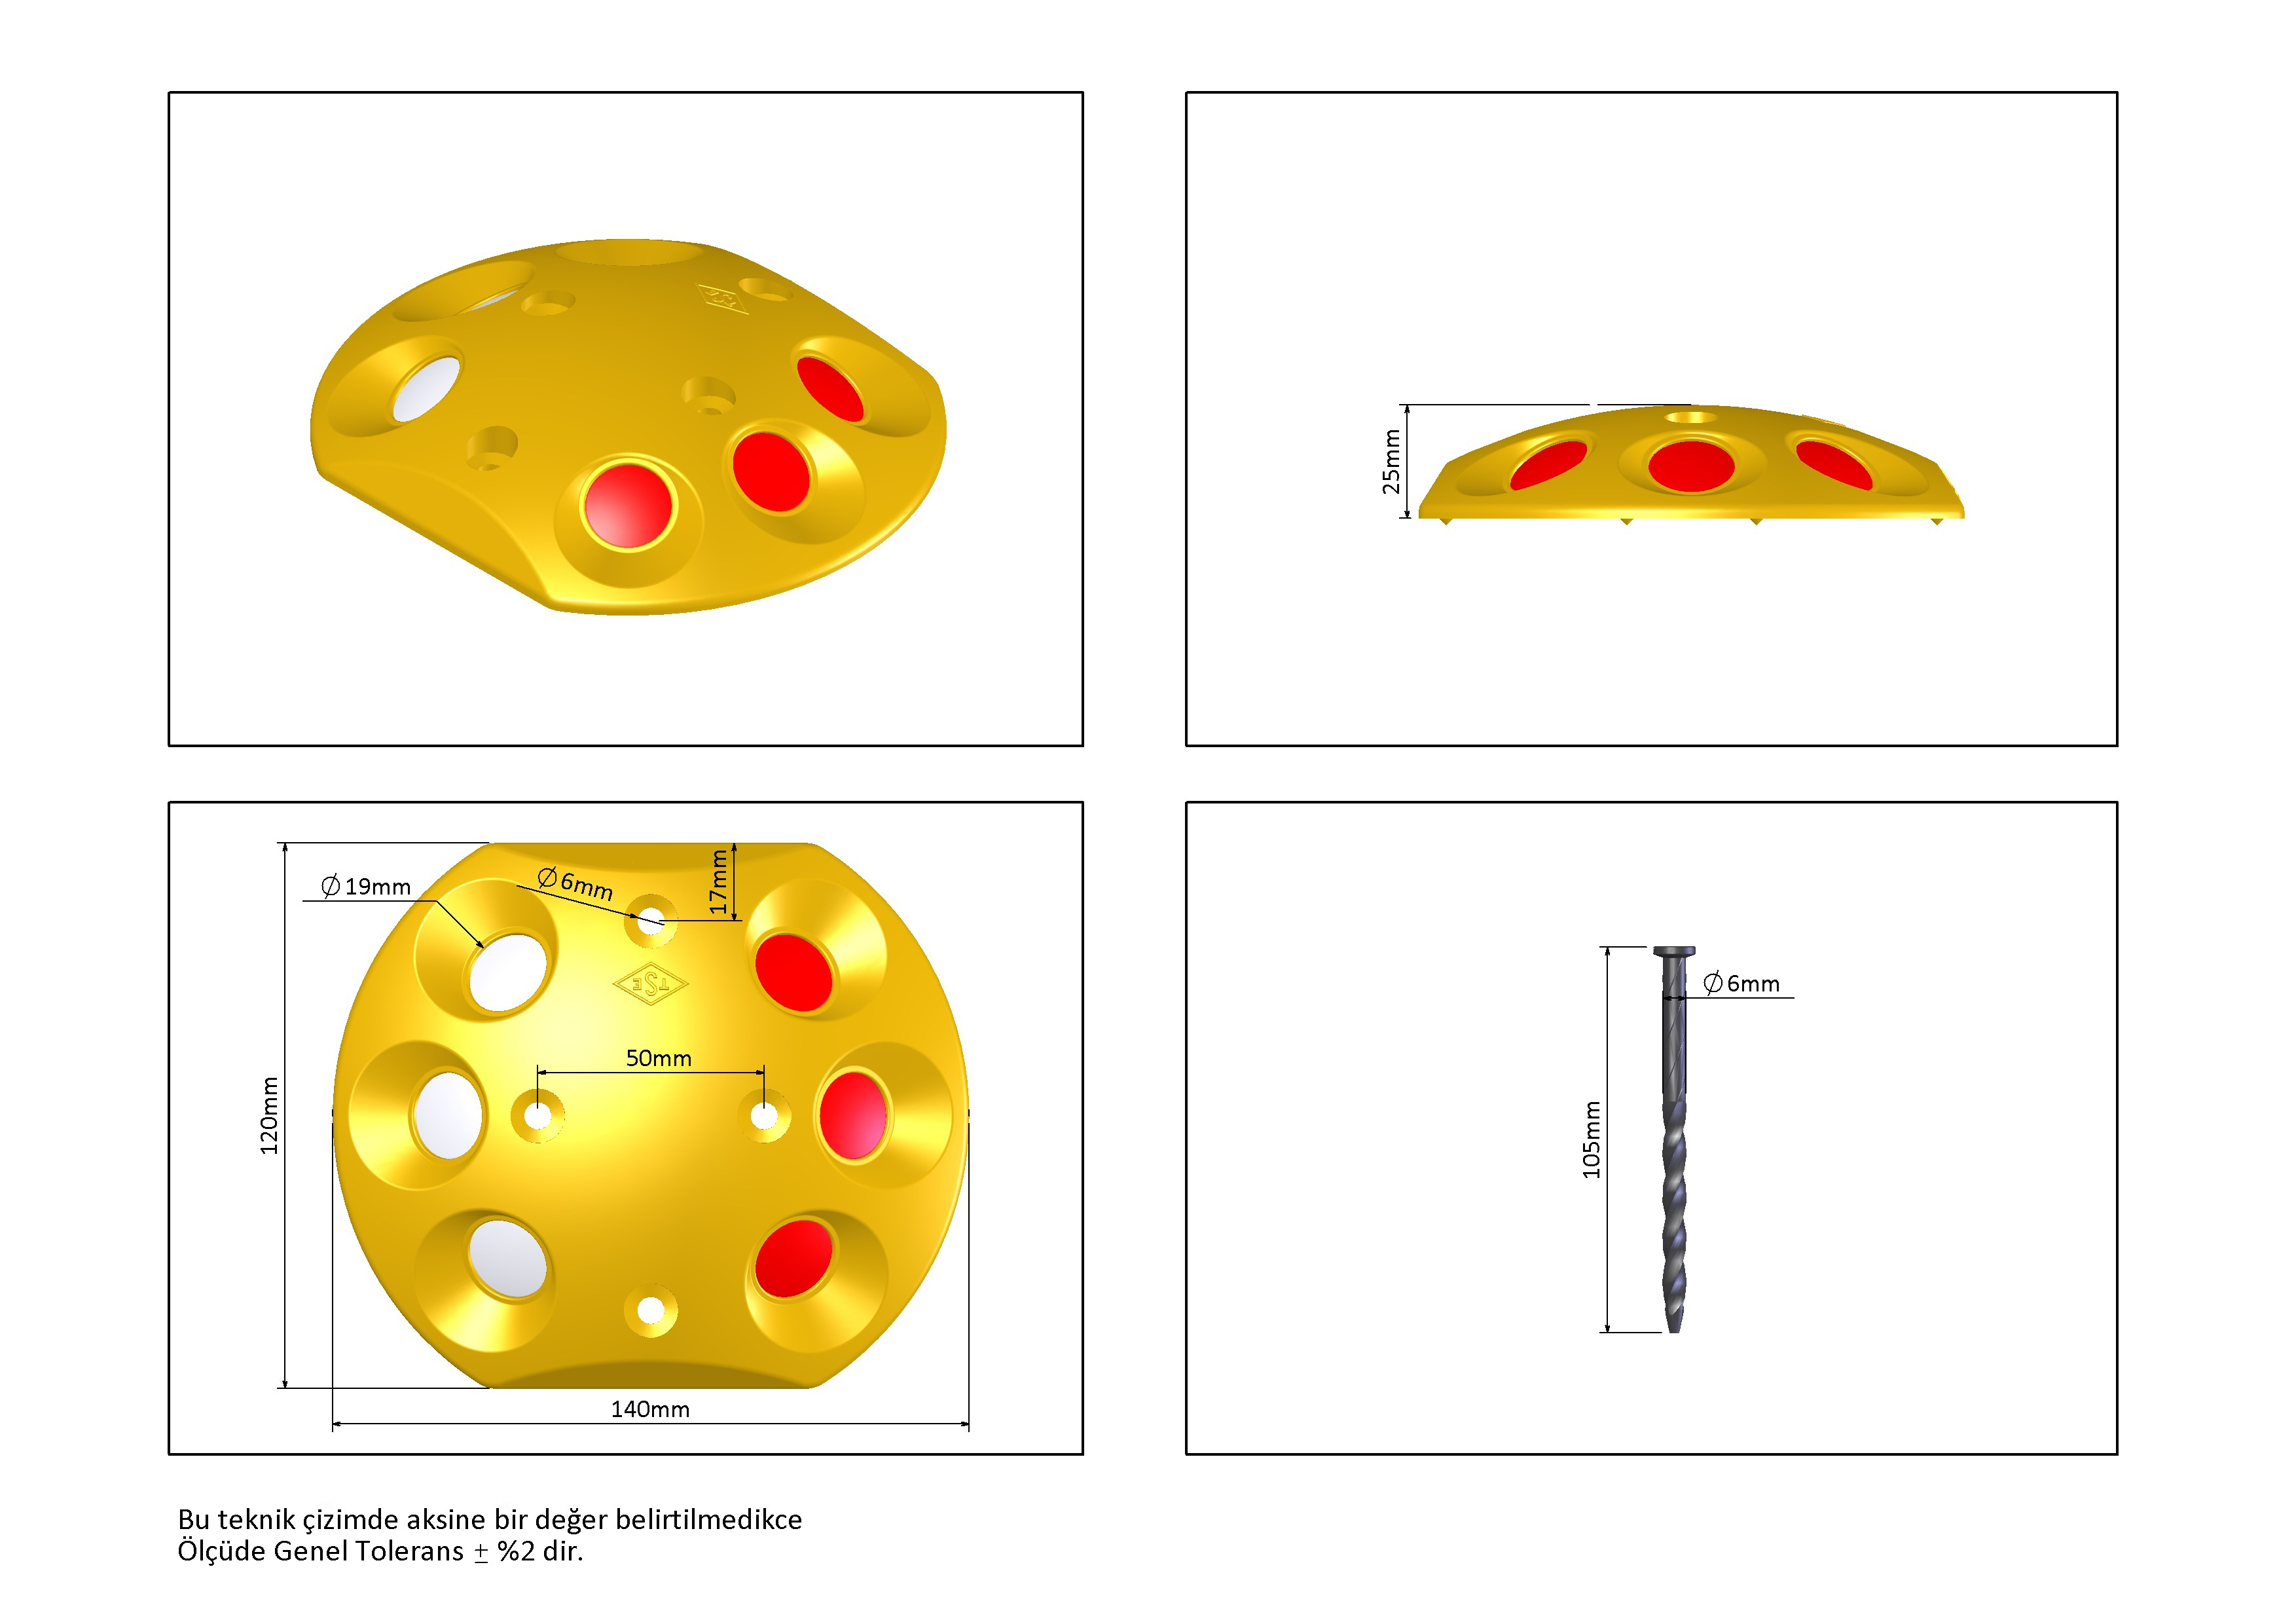 25mm
Ø19mm
Ø6mm
17mm
TSE
50mm
120mm
140mm
Ø6mm
105mm
Bu teknik çizimde aksine bir değer belirtilmedikce
Ölçüde Genel Tolerans ± %2 dir.